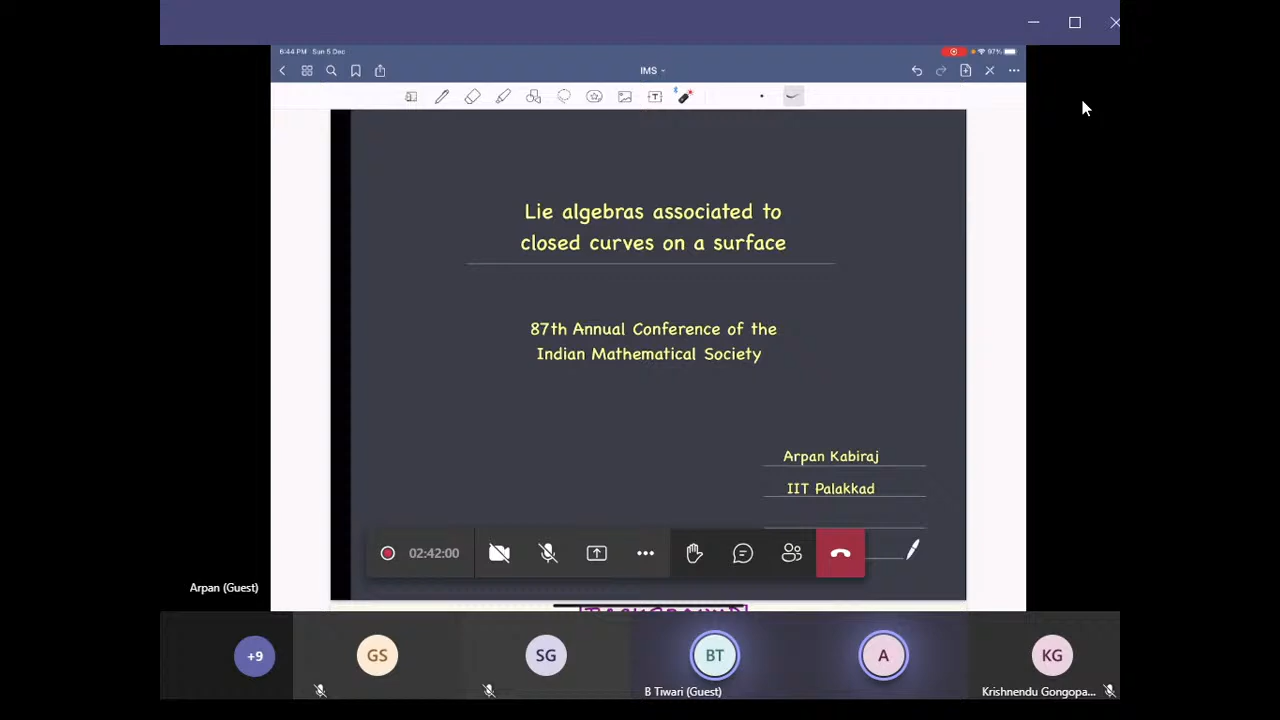 6:44 PM Sun 5 Dec
97%
IMS
T
Lie algebras associated to
closed curves on a surface
87th Annual Conference of the
Indian Mathematical Society
Arpan Kabiraj
IIT Palakkad
02:42:00
Arpan (Guest)
BACKGROUND
+9
GS
SG
BT
A
KG
B Tiwari (Guest)
Krishnendu Gongopa...